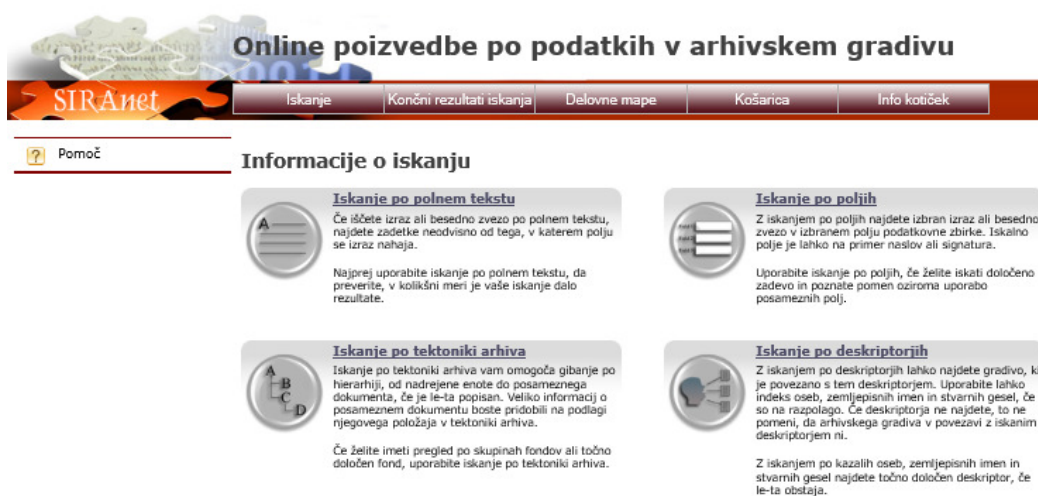 Online poizvedbe po podatkih v arhivskem gradivu
SIRAnet
Iskanje
Končni rezultati iskanja
Delovne mape
Košarica
Info kotiček
Pomoč
Informacije o iskanju
Iskanje po polnem tekstu
Če iščete izraz ali besedno zvezo po polnem tekstu,
najdete zadetke neodvisno od tega, v katerem polju
se izraz nahaja.
Najprej uporabite iskanje po polnem tekstu, da
preverite, v kolikšni meri je vaše iskanje dalo
rezultate.
Iskanje po poljih
Z iskanjem po poljih najdete izbran izraz ali besedno
zvezo v izbranem polju podatkovne zbirke. Iskalno
polje je lahko na primer naslov ali signatura.
Uporabite iskanje po poljih, če želite iskati določeno
zadevo in poznate pomen oziroma uporabo
posameznih polj.
Iskanje po tektoniki arhiva
Iskanje po tektoniki arhiva vam omogoča gibanje po
hierarhiji, od nadrejene enote do posameznega
dokumenta, če je le-ta popisan. Veliko informacij o
posameznem dokumentu boste pridobili na podlagi
njegovega položaja v tektoniki arhiva.
Če želite imeti pregled po skupinah fondov ali točno
določen fond, uporabite iskanje po tektoniki arhiva.
Iskanje po deskriptorjih
Z iskanjem po deskriptorjih lahko najdete gradivo, ki
je povezano s tem deskriptorjem. Uporabite lahko
indeks oseb, zemljepisnih imen in stvarnih gesel, če
so na razpolago. Če deskriptorja ne najdete, to ne
pomeni, da arhivskega gradiva v povezavi z iskanim
deskriptorjem ni.
Z iskanjem po kazalih oseb, zemljepisnih imen in
stvarnih gesel najdete točno določen deskriptor, če
le-ta obstaja.
A
A
B
C
D